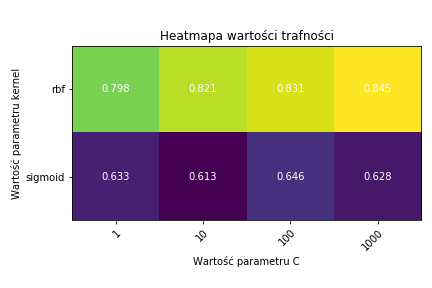 Heatmapa wartości trafności
Wartość parametru kernel
rbf
0.798 0.821 0.831 0.845
sigmoid
0.633 0.613 0.646 0.628
1 10 100 1000
Wartość parametru C